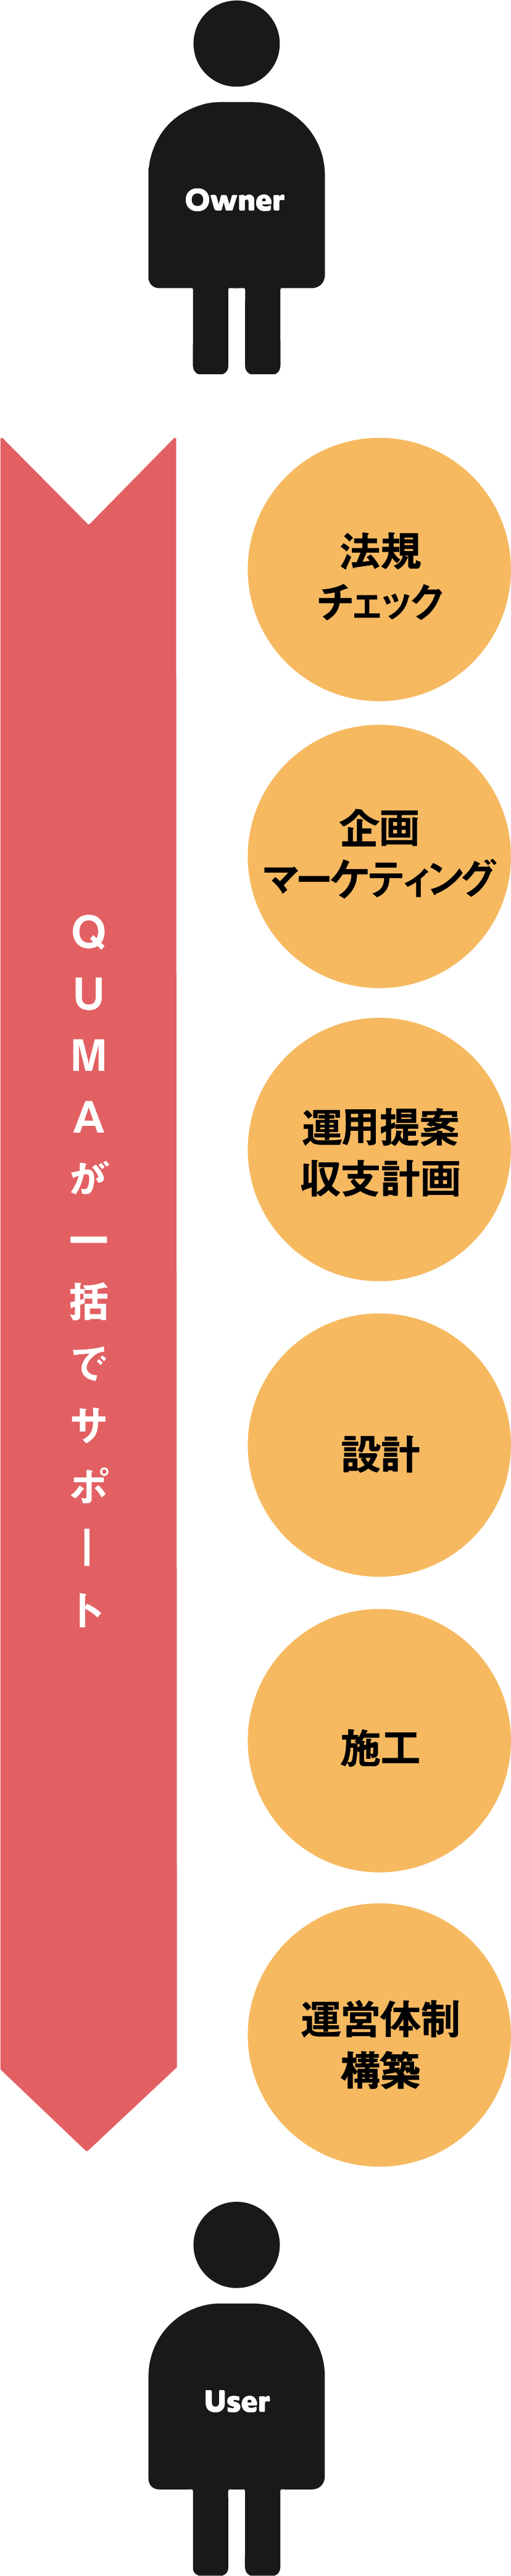 Owner
法規
チェック
企画
マーケティング
QUMAが一括でサポート
運用提案
収支計画
設計
施工
運営体制
構築
User